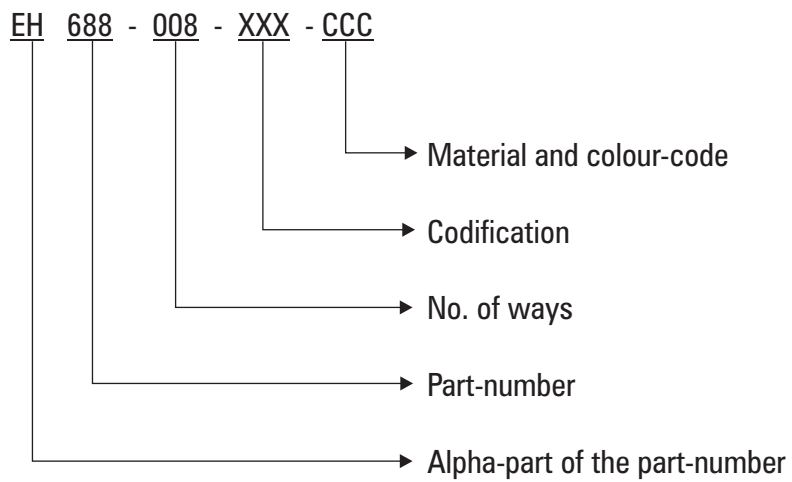 EH 688 - 008 - XXX - CCC
Material and colour-code
Codification
No. of ways
Part-number
Alpha-part of the part-number